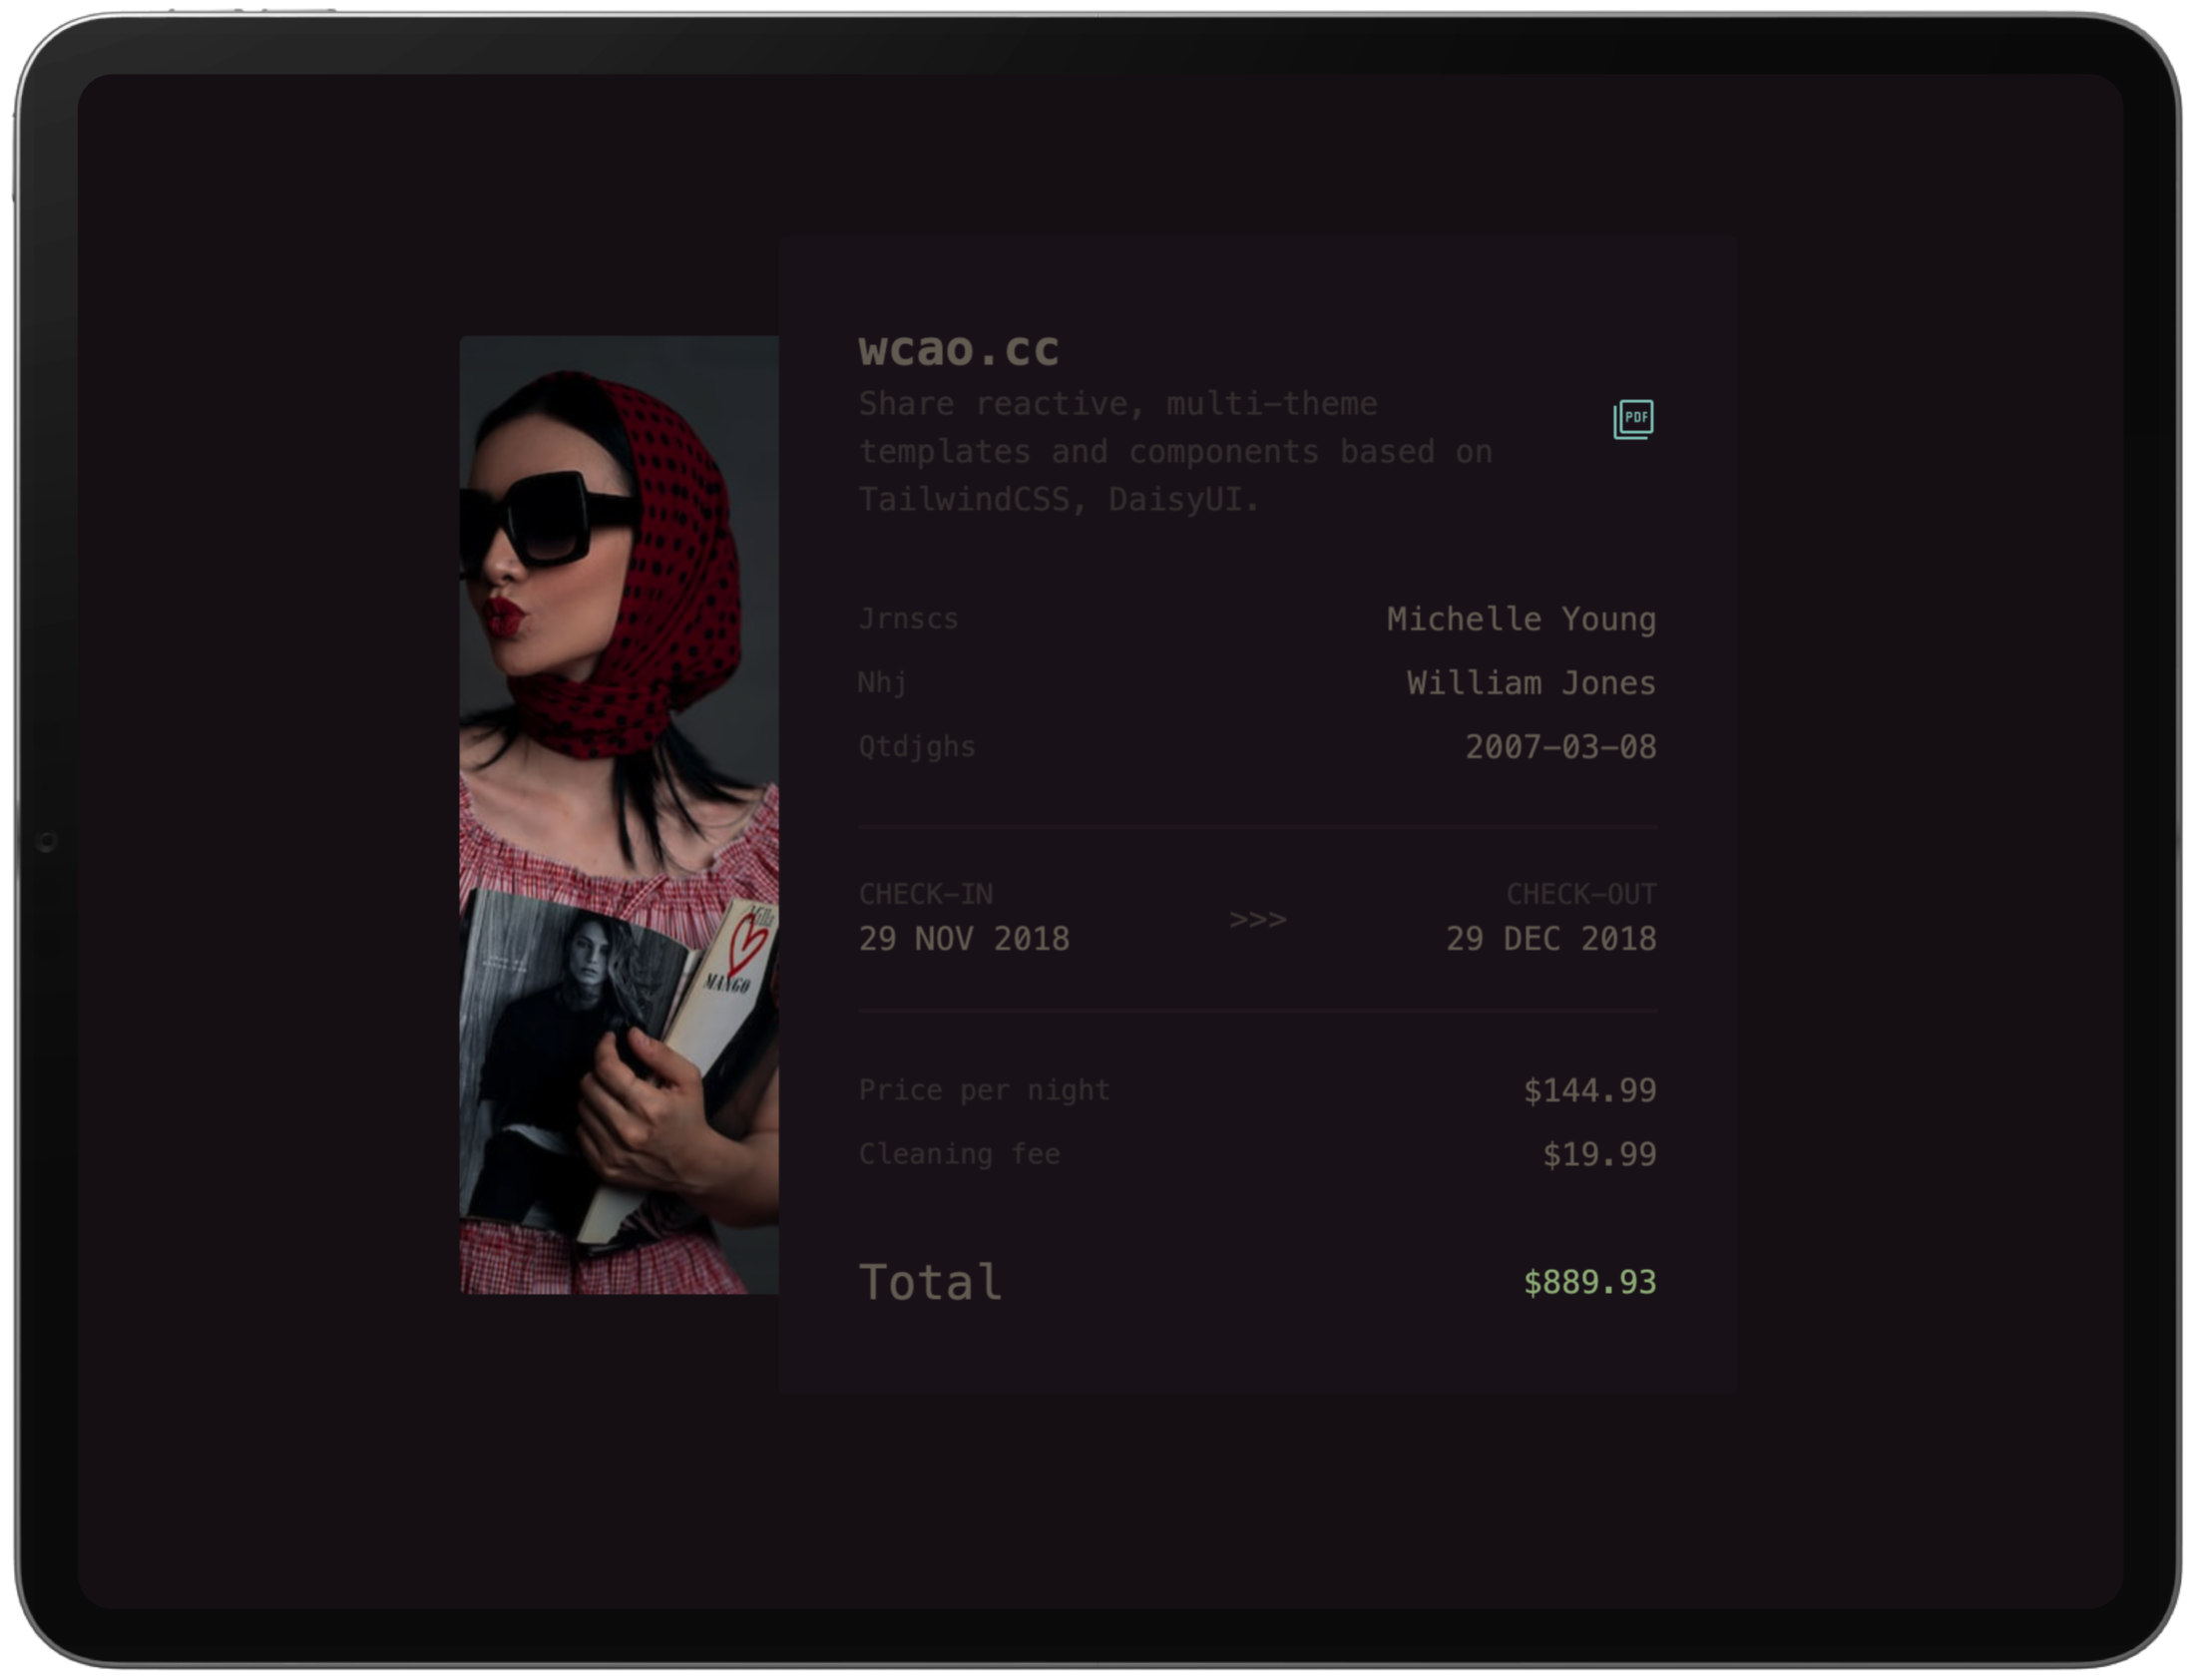 wcao.cc
Share reactive, multi-theme
templates and components based on
TailwindCSS, DaisyUI.
PDF
Jrnscs
Michelle Young
Nhj
William Jones
Qtdjghs
2007-03-08
CHECK-IN
29 NOV 2018
>>>
CHECK-OUT
29 DEC 2018
Price per night
$144.99
Cleaning fee
$19.99
Total
$889.93
MANGO